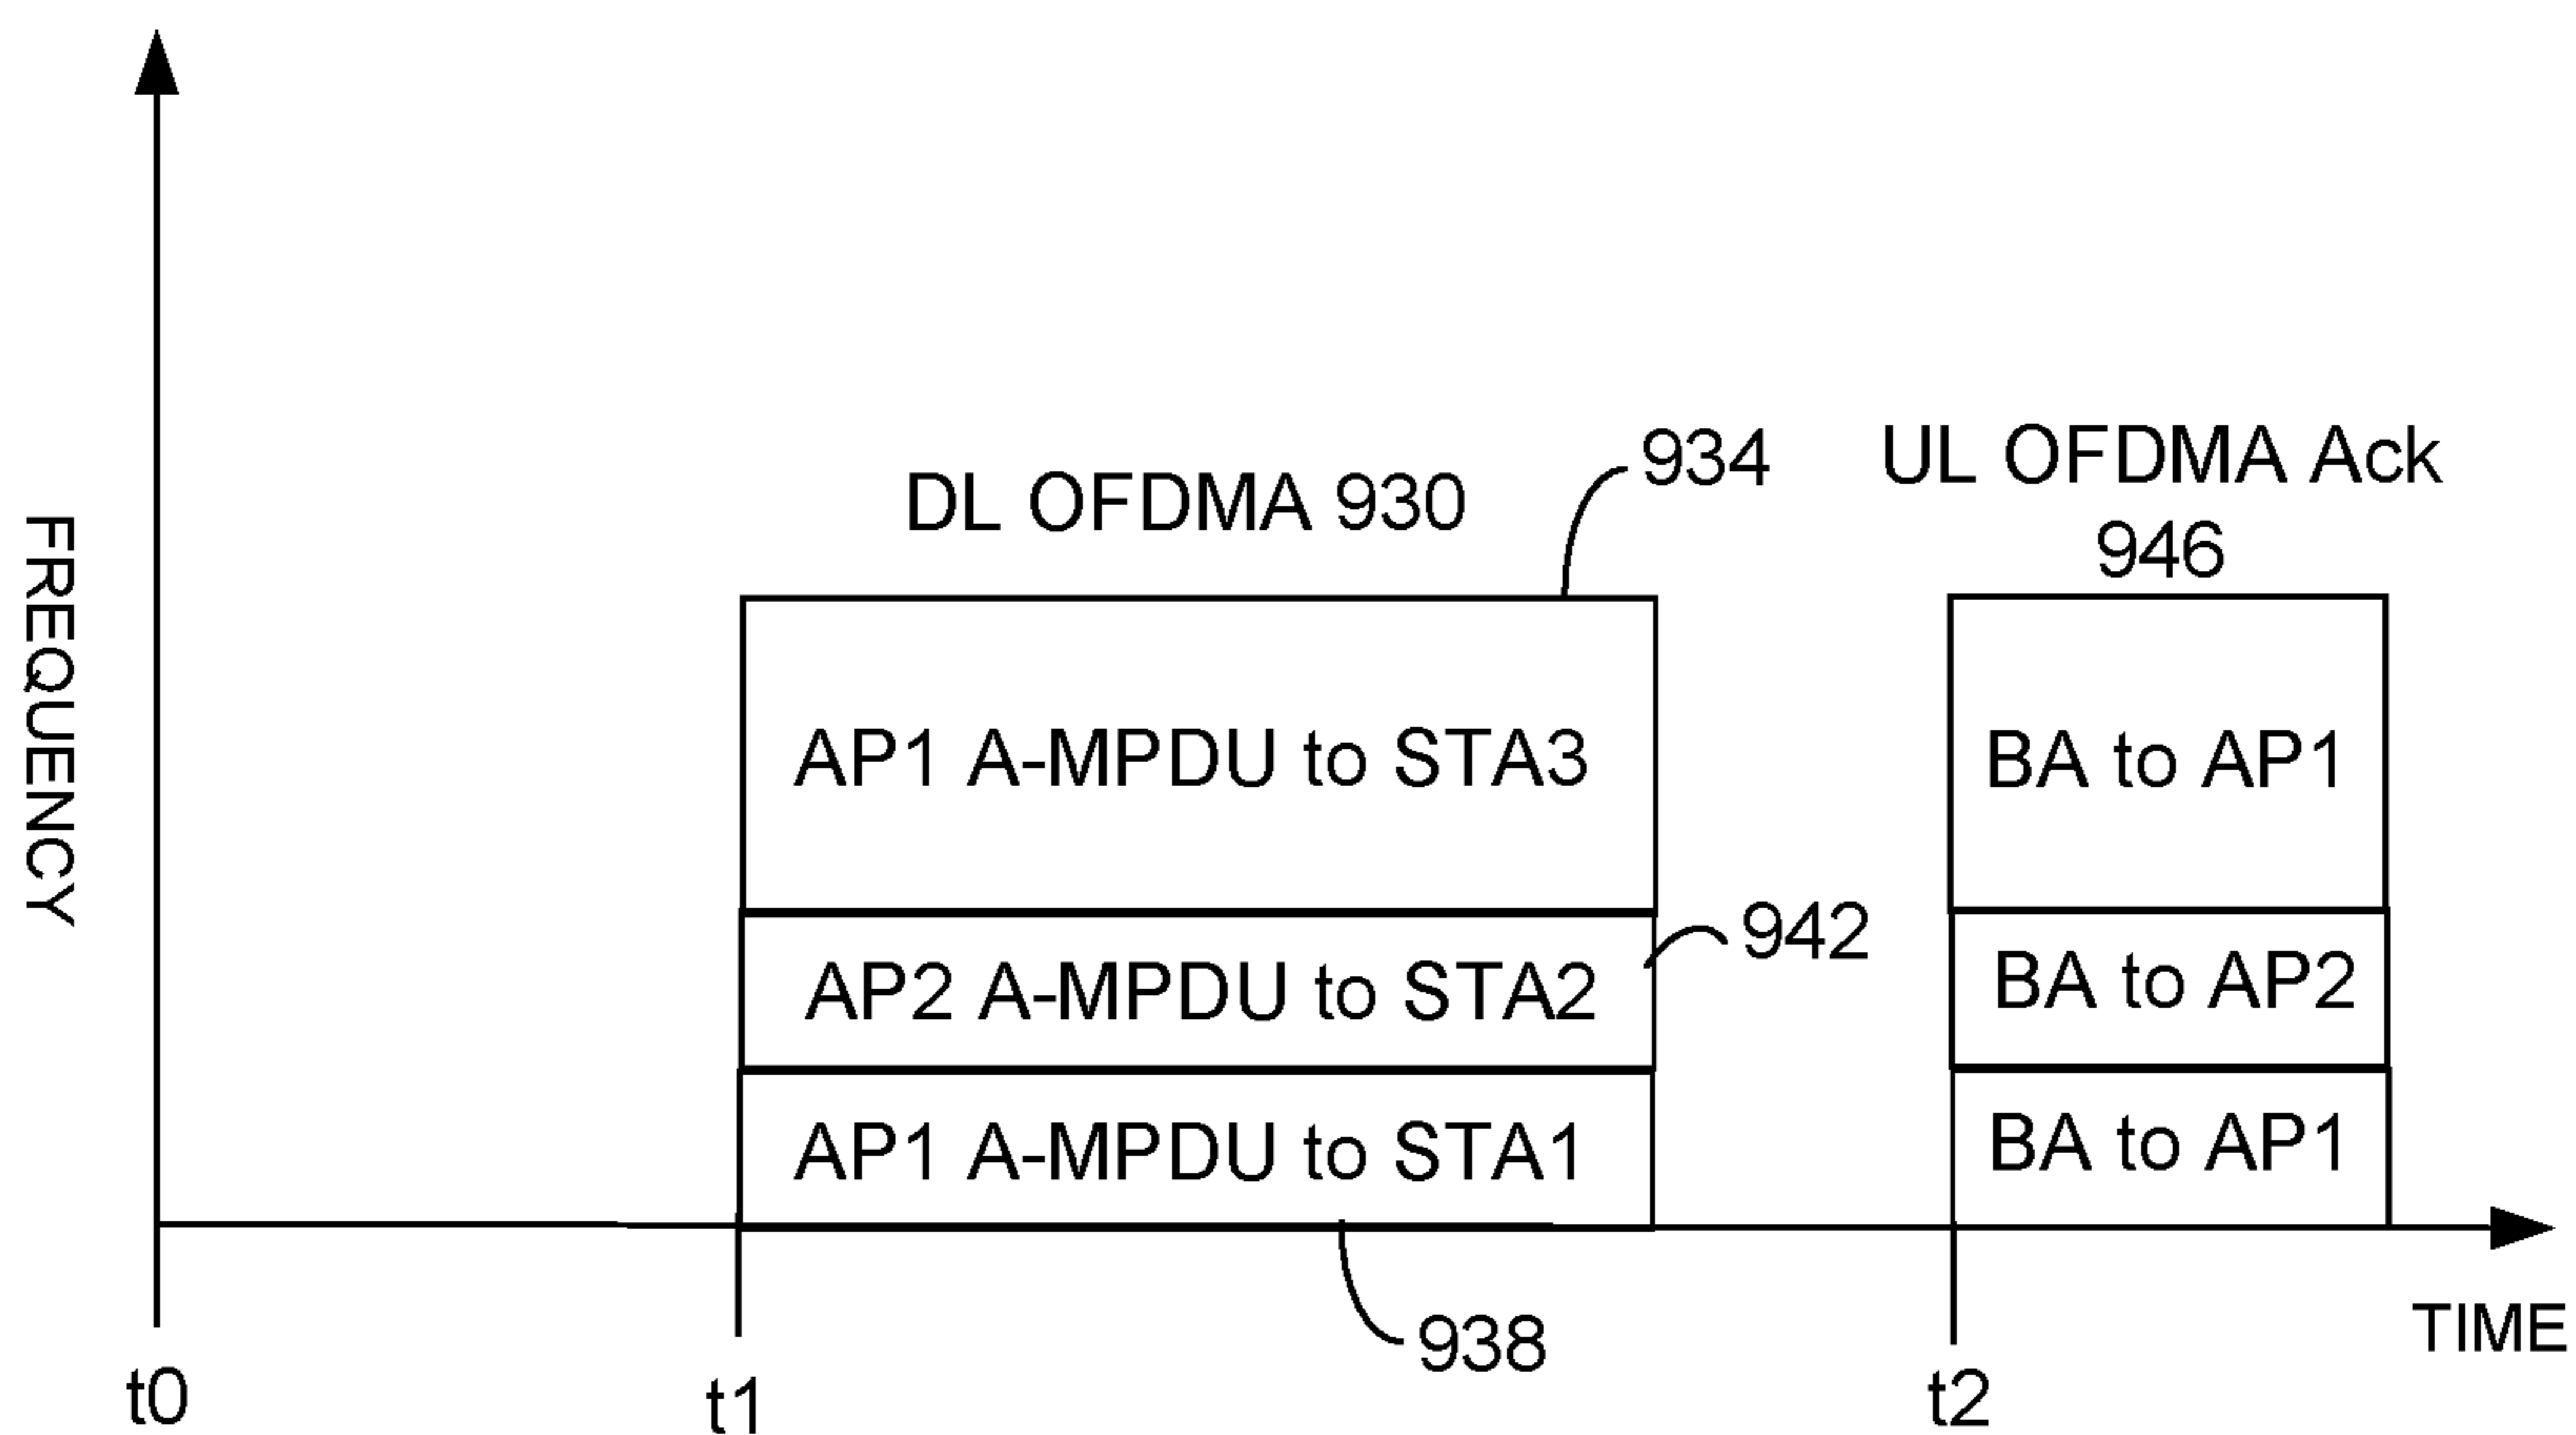 FREQUENCY
DL OFDMA 930
934
UL OFDMA Ack
946
AP1 A-MPDU to STA3
BA to AP1
942
AP2 A-MPDU to STA2
BA to AP2
AP1 A-MPDU to STA1
BA to AP1
938
TIME
t0
t1
t2